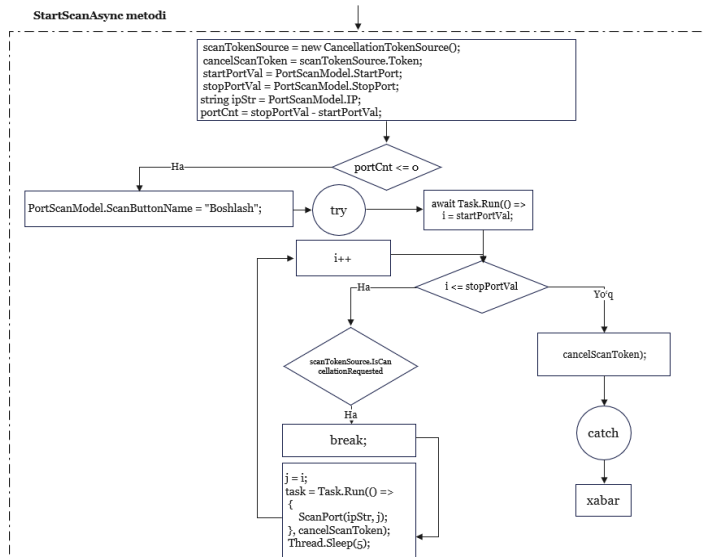 StartScanAsync metodi
scanTokenSource = new CancellationTokenSource();
cancelScanToken = scanTokenSource.Token;
startPortVal = PortScanModel.StartPort;
stopPortVal = PortScanModel.StopPort;
string ipStr = PortScanModel.IP;
portCnt = stopPortVal - startPortVal;
portCnt <= 0
Ha
PortScanModel.ScanButtonName = "Boshlash";
try
await Task.Run(() =>
i = startPortVal;
i++
i <= stopPortVal
Ha
Yo'q
scanTokenSource.IsCan
cellationRequested
cancelScanToken);
Ha
break;
catch
j = i;
task = Task.Run(() =>
{
ScanPort(ipStr, j);
}, cancelScanToken);
Thread.Sleep(5);
xabar